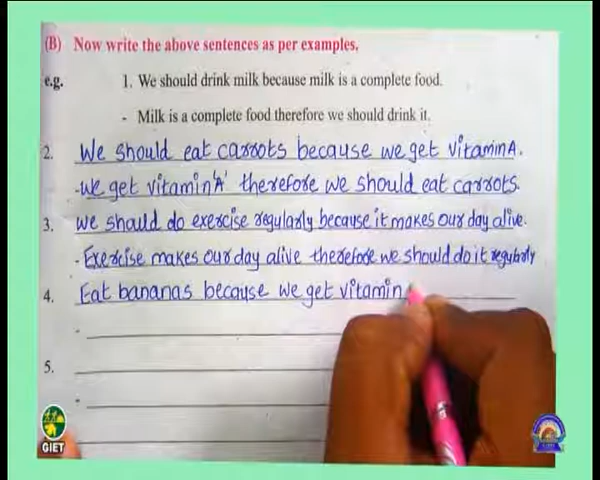 (B) Now write the above sentences as per examples.
e.g. 1. We should drink milk because milk is a complete food.
- Milk is a complete food therefore we should drink it.
2. We should eat carrots because we get vitamin A.
- we get vitamin 'A' therefore we should eat carrots.
3. we should do exercise regularly because it makes our day alive.
- Exercise makes our day alive therefore we should do it regularly
4. Eat bananas because we get vitamin
-
5.
-
GIET